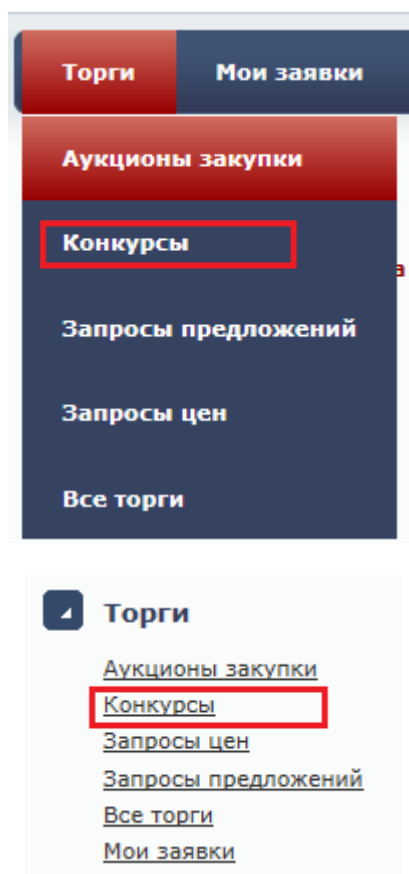 Торги Мои заявки
Аукционы закупки
Конкурсы
а
Запросы предложений
Запросы цен
Все торги
Торги
Аукционы закупки
Конкурсы
Запросы цен
Запросы предложений
Все торги
Мои заявки